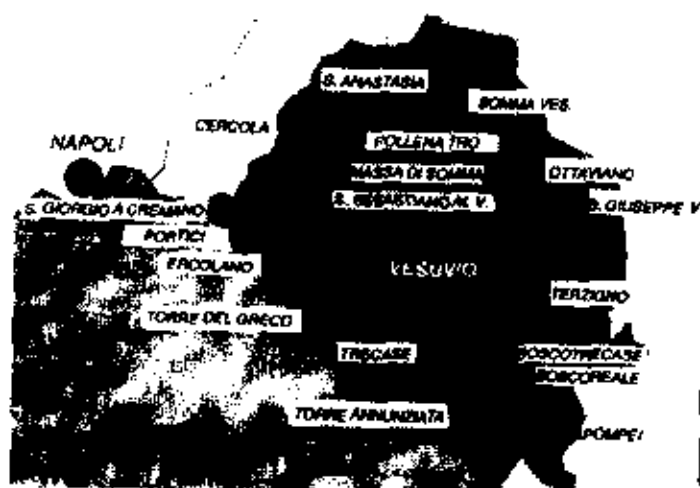 S. ANASTASIA
SOMMA VES.
CERCOLA
NAPOLI
POLLENA TRO
MASSA DI SOMMA
OTTAVIANO
S. SEBASTIANO AL V.
S. GIUSEPPE V
S. GIORGIO A CREMANO
PORTICI
ERCOLANO
VESUVIO
TERZIGNO
TORRE DEL GRECO
TRECASE
BOSCOTRECASE
BOSCOREALE
TORRE ANNUNZIATA
POMPEI